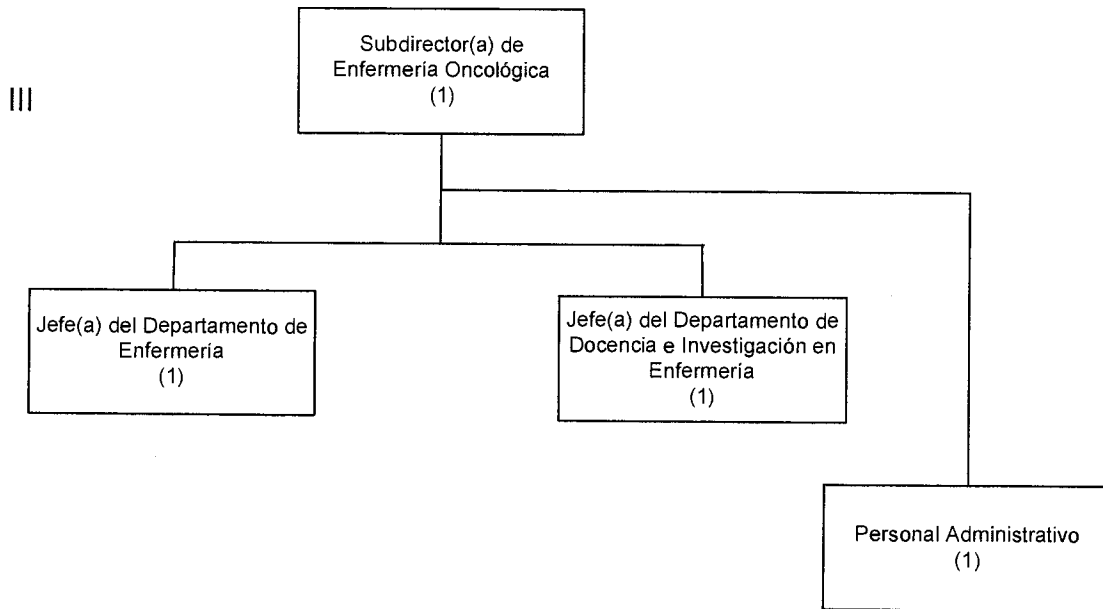 Subdirector(a) de
Enfermería Oncológica
(1)
III
Jefe(a) del Departamento de
Enfermería
(1)
Jefe(a) del Departamento de
Docencia e Investigación en
Enfermería
(1)
Personal Administrativo
(1)